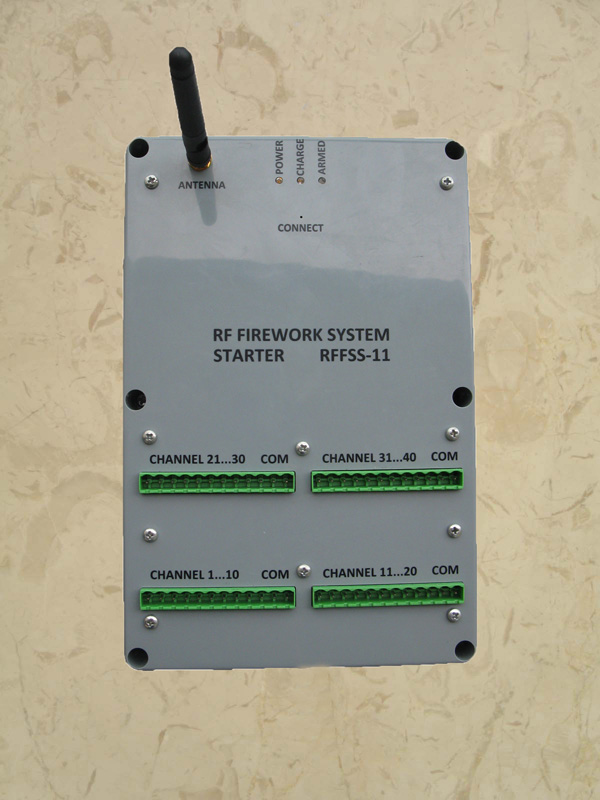 POWER
CHARGE
ARMED
ANTENNA
CONNECT
RF FIREWORK SYSTEM
STARTER RFFSS-11
CHANNEL 21...30 COM
CHANNEL 31...40 COM
CHANNEL 1...10 COM
CHANNEL 11...20 COM